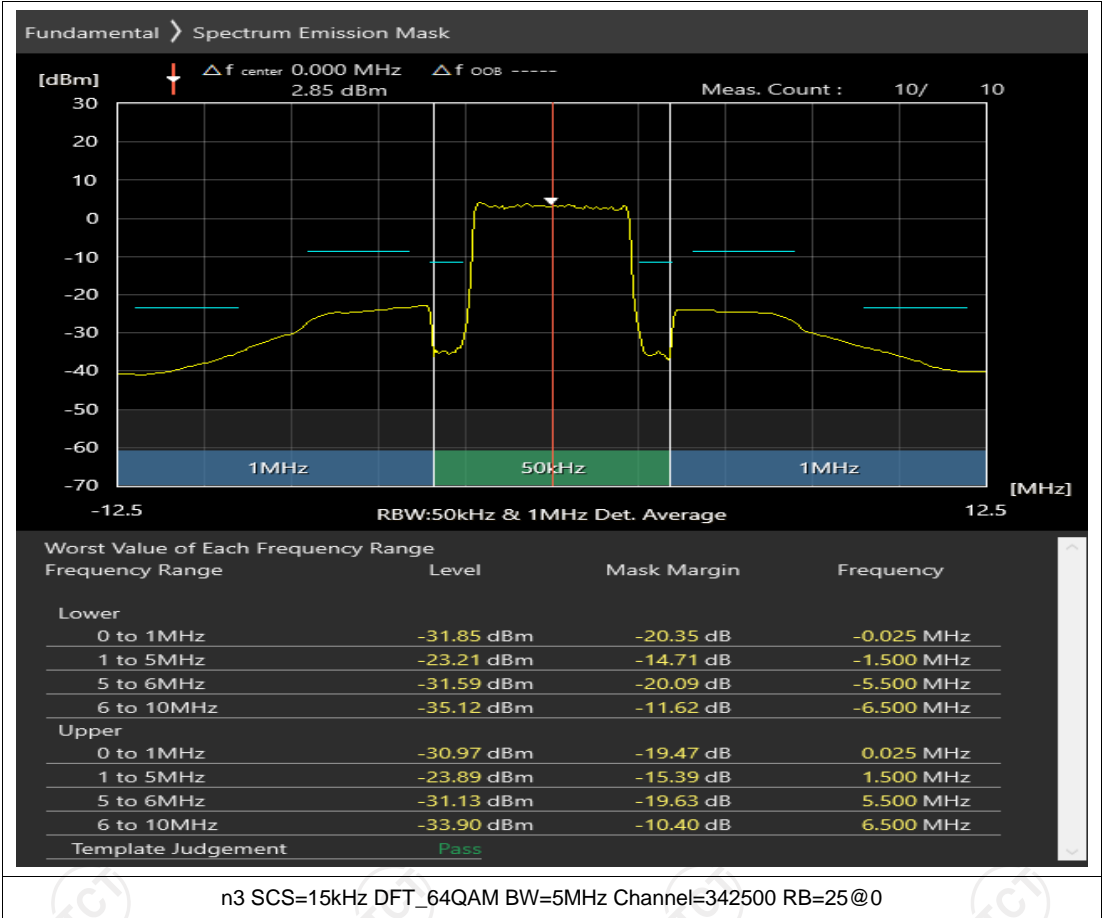 Fundamental 〉 Spectrum Emission Mask
[dBm] △f center 0.000 MHz △f OOB -----
2.85 dBm Meas. Count : 10/ 10
30
20
10
0
-10
-20
-30
-40
-50
-60
1MHz 50kHz 1MHz
-70
[MHz]
-12.5 RBW:50kHz & 1MHz Det. Average 12.5
Worst Value of Each Frequency Range
Frequency Range Level Mask Margin Frequency
Lower
0 to 1MHz -31.85 dBm -20.35 dB -0.025 MHz
1 to 5MHz -23.21 dBm -14.71 dB -1.500 MHz
5 to 6MHz -31.59 dBm -20.09 dB -5.500 MHz
6 to 10MHz -35.12 dBm -11.62 dB -6.500 MHz
Upper
0 to 1MHz -30.97 dBm -19.47 dB 0.025 MHz
1 to 5MHz -23.89 dBm -15.39 dB 1.500 MHz
5 to 6MHz -31.13 dBm -19.63 dB 5.500 MHz
6 to 10MHz -33.90 dBm -10.40 dB 6.500 MHz
Template Judgement Pass
n3 SCS=15kHz DFT_64QAM BW=5MHz Channel=342500 RB=25@0
TCT TCT TCT